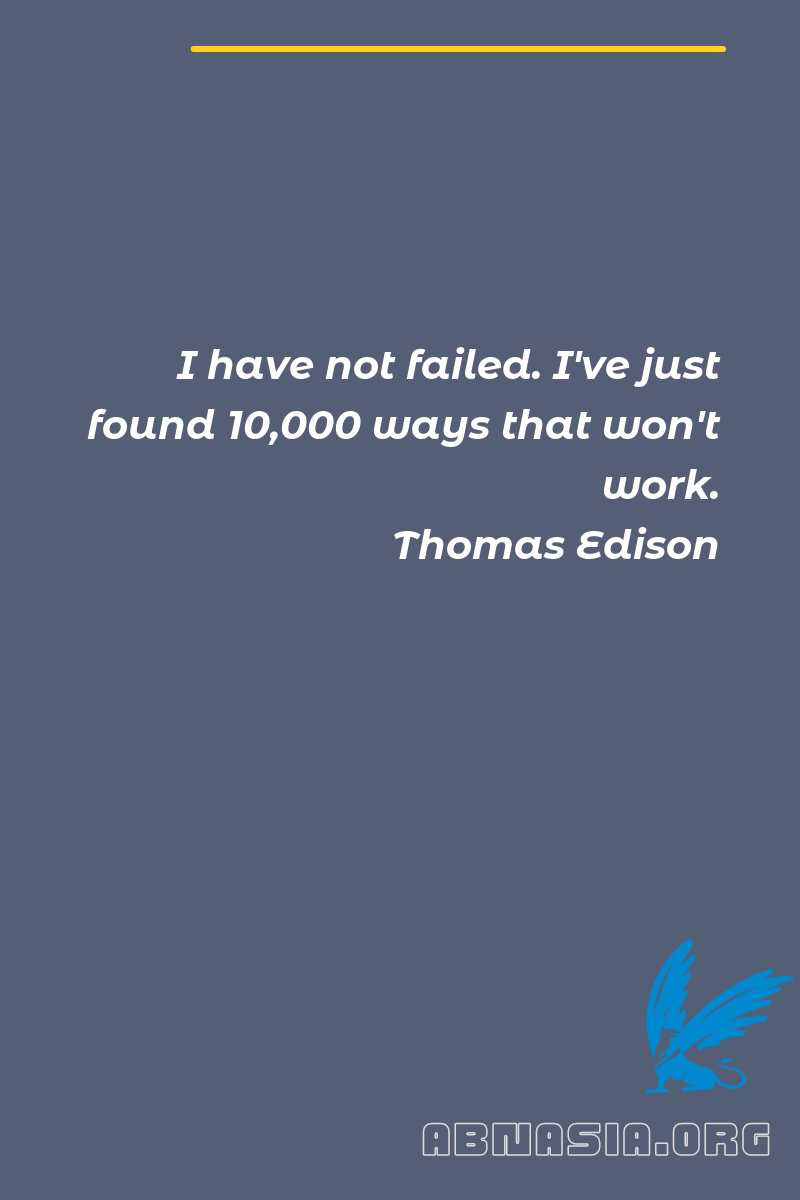 I have not failed. I've just
found 10,000 ways that won't
work.
Thomas Edison
ABNASIA.ORG